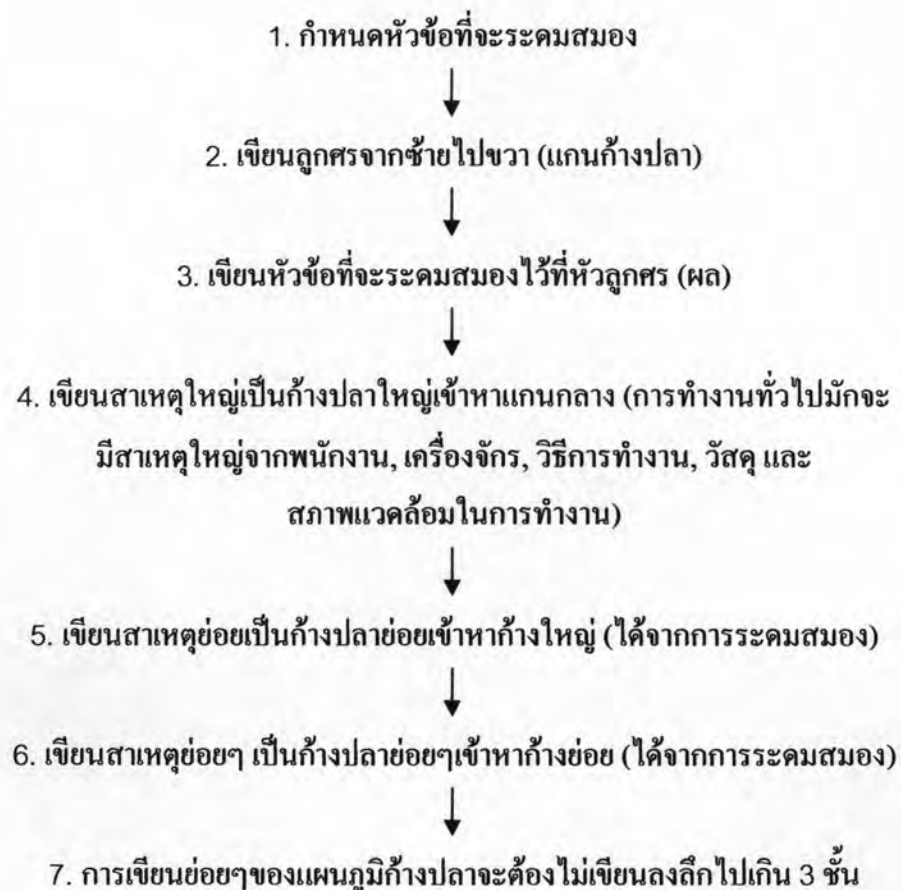 1. กำหนดหัวข้อที่จะระดมสมอง
2. เขียนลูกศรจากซ้ายไปขวา (แกนก้างปลา)
3. เขียนหัวข้อที่จะระดมสมองไว้ที่หัวลูกศร (ผล)
4. เขียนสาเหตุใหญ่เป็นก้างปลาใหญ่เข้าหาแกนกลาง (การทำงานทั่วไปมักจะ
มีสาเหตุใหญ่จากพนักงาน, เครื่องจักร, วิธีการทำงาน, วัสดุ และ
สภาพแวดล้อมในการทำงาน)
5. เขียนสาเหตุย่อยเป็นก้างปลาย่อยเข้าหาก้างใหญ่ (ได้จากการระดมสมอง)
6. เขียนสาเหตุย่อยๆ เป็นก้างปลาย่อยๆเข้าหาก้างย่อย (ได้จากการระดมสมอง)
7. การเขียนย่อยๆของแผนภูมิก้างปลาจะต้องไม่เขียนลงลึกไปเกิน 3 ชั้น